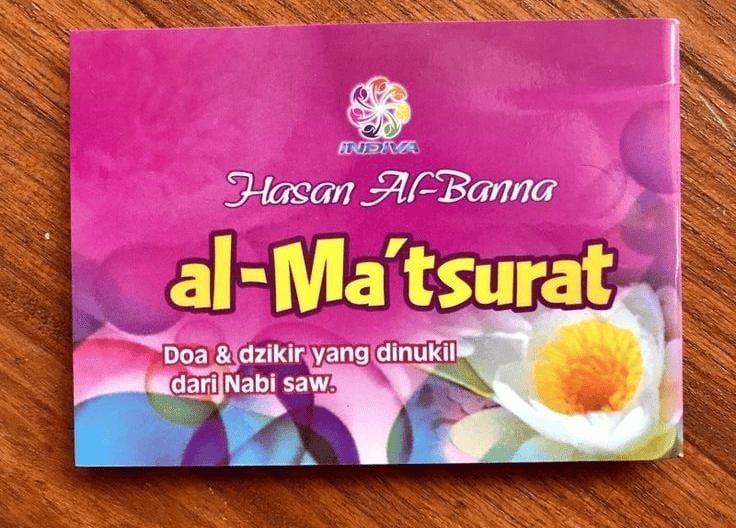 INDIVA
Hasan Al-Banna
al-Ma'tsurat
Doa & dzikir yang dinukil
dari Nabi saw.